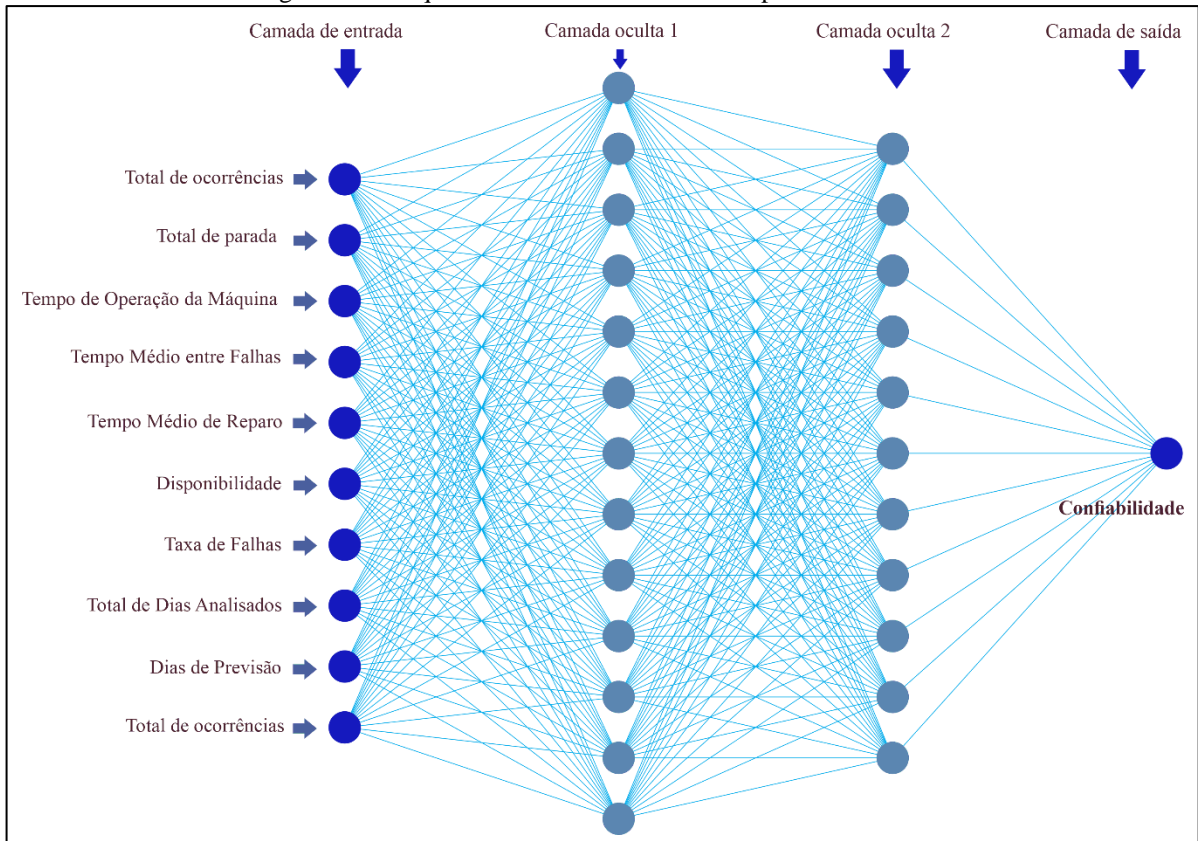 Camada de entrada Camada oculta 1 Camada oculta 2 Camada de saída
Total de ocorrências
Total de parada
Tempo de Operação da Máquina
Tempo Médio entre Falhas
Tempo Médio de Reparo
Disponibilidade
Confiabilidade
Taxa de Falhas
Total de Dias Analisados
Dias de Previsão
Total de ocorrências